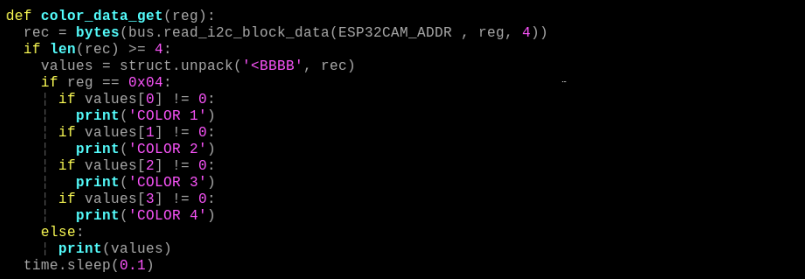 def color_data_get(reg):
  rec = bytes(bus.read_i2c_block_data(ESP32CAM_ADDR , reg, 4))
  if len(rec) >= 4:
    values = struct.unpack('<BBBB', rec)
    if reg == 0x04:
    ¦ if values[0] != 0:
    ¦   print('COLOR 1')
    ¦ if values[1] != 0:
    ¦   print('COLOR 2')
    ¦ if values[2] != 0:
    ¦   print('COLOR 3')
    ¦ if values[3] != 0:
    ¦   print('COLOR 4')
    else:
    ¦ print(values)
  time.sleep(0.1)